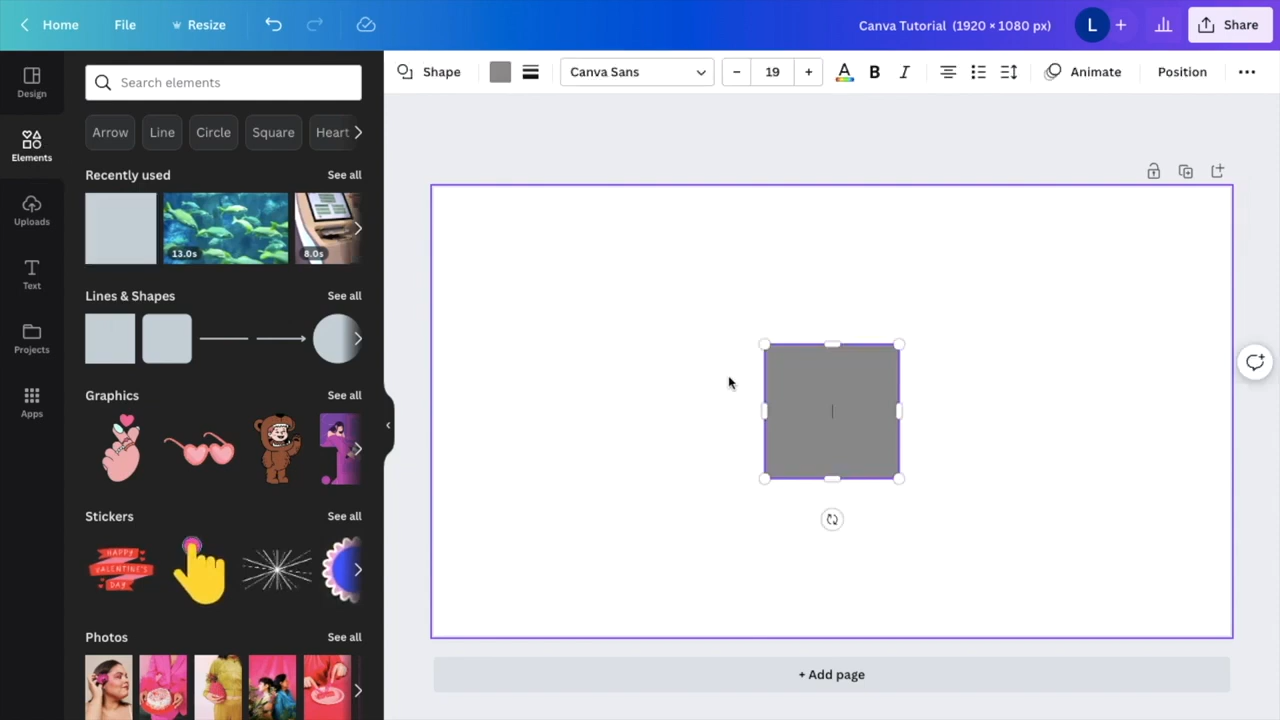 Home File Resize Canva Tutorial (1920 × 1080 px) L + Share
Design
Elements
Uploads
Text
Projects
Apps
Search elements
Arrow Line Circle Square Heart
Recently used See all
13.0s 8.0s
Lines & Shapes See all
Graphics See all
Stickers See all
HAPPY
VALENTINE'S
DAY
Photos See all
Shape Canva Sans – 19 + A B I Animate Position
+ Add page